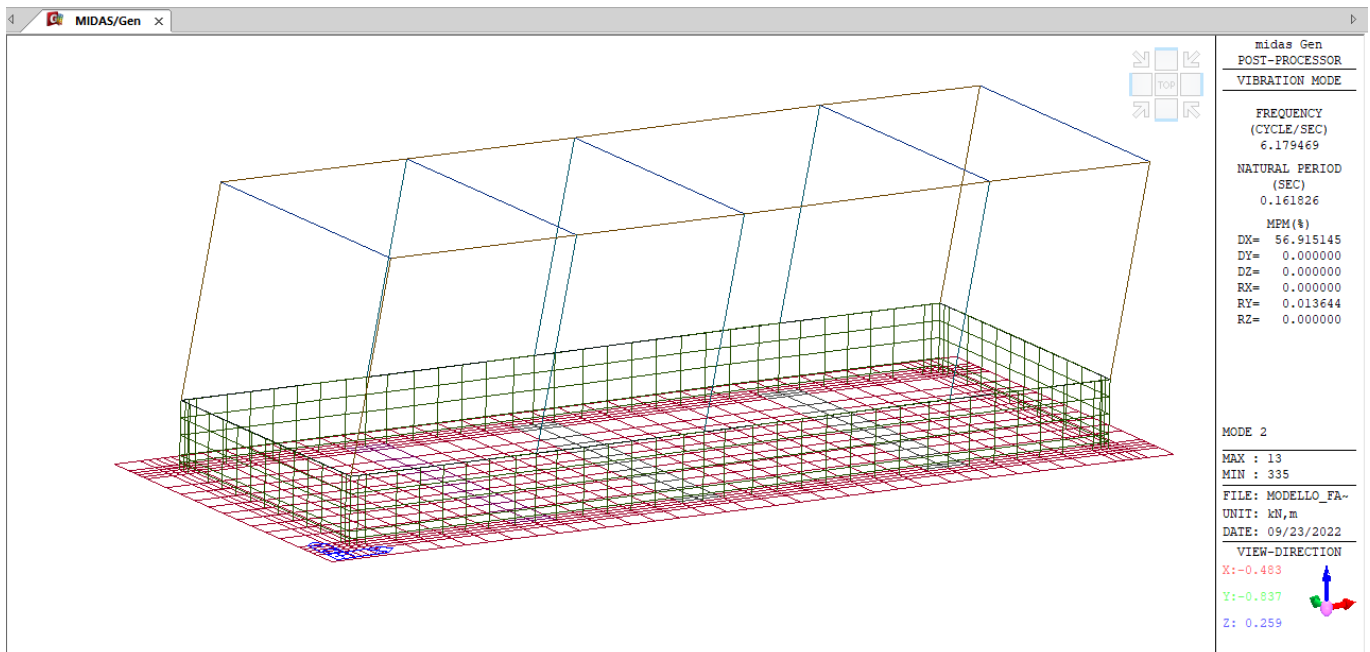 MIDAS/Gen
TOP
midas Gen
POST-PROCESSOR
VIBRATION MODE
FREQUENCY
(CYCLE/SEC)
6.179469
NATURAL PERIOD
(SEC)
0.161826
MPM(%)
DX= 56.915145
DY= 0.000000
DZ= 0.000000
RX= 0.000000
RY= 0.013644
RZ= 0.000000
MODE 2
MAX : 13
MIN : 335
FILE: MODELLO_FA~
UNIT: kN,m
DATE: 09/23/2022
VIEW-DIRECTION
X:-0.483
Y:-0.837
Z: 0.259